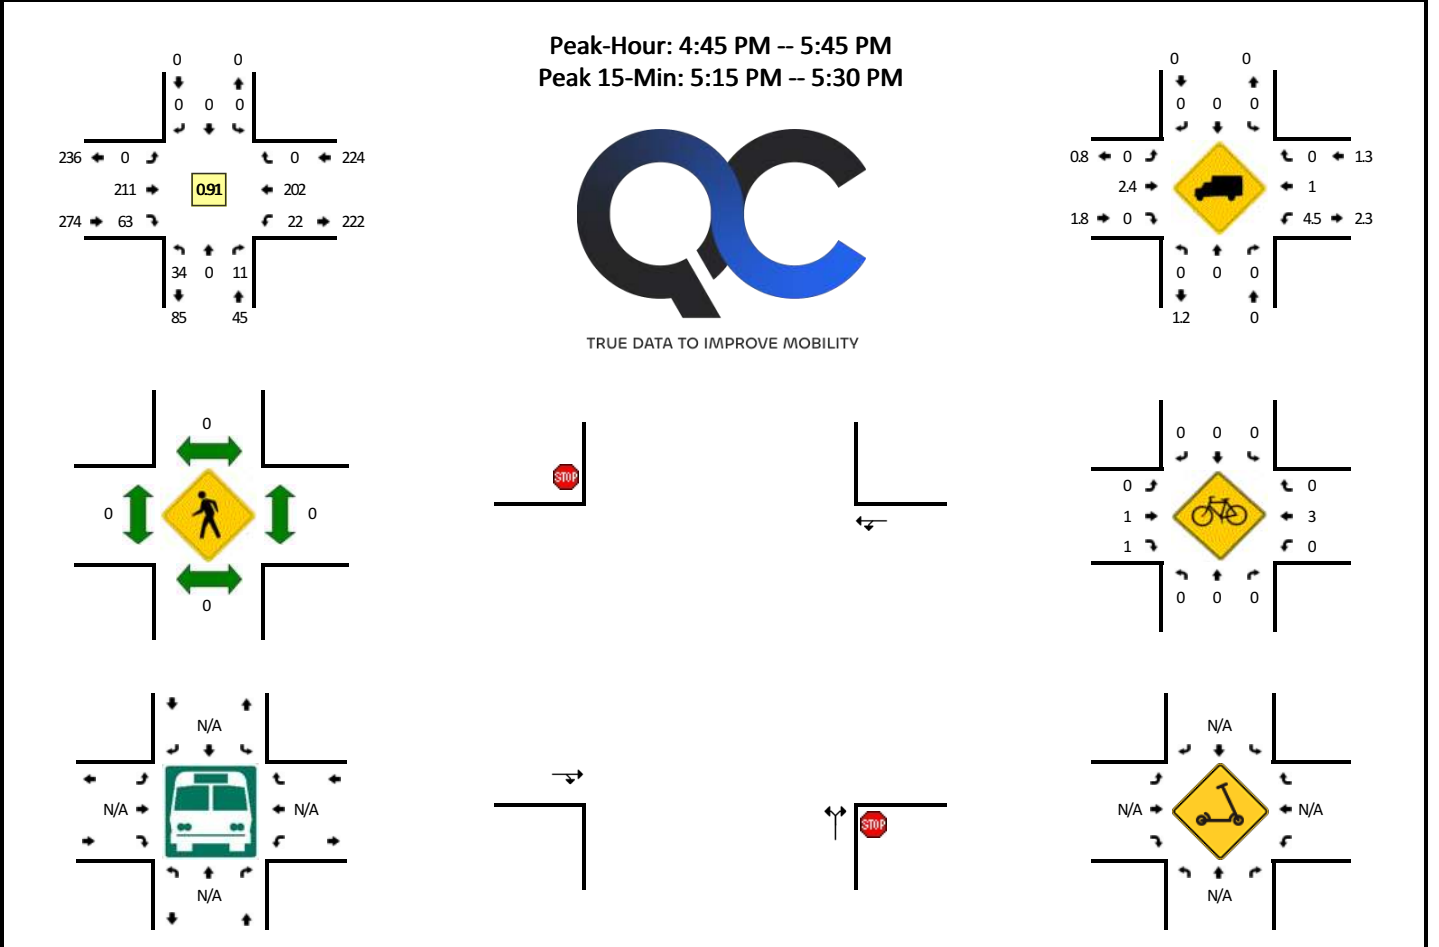 Peak-Hour: 4:45 PM -- 5:45 PM
Peak 15-Min: 5:15 PM -- 5:30 PM
0 0
0 0 0
236 0 0 224
211 0.91 202
274 63 22 222
34 0 11
85 45
TRUE DATA TO IMPROVE MOBILITY
0 0
0 0 0
0.8 0 0 1.3
2.4 1
1.8 0 4.5 2.3
0 0 0
1.2 0
0
0 0
0
STOP
STOP
0 0 0
0 0
1 3
1 0
0 0 0
N/A
N/A N/A
N/A
N/A
N/A N/A
N/A